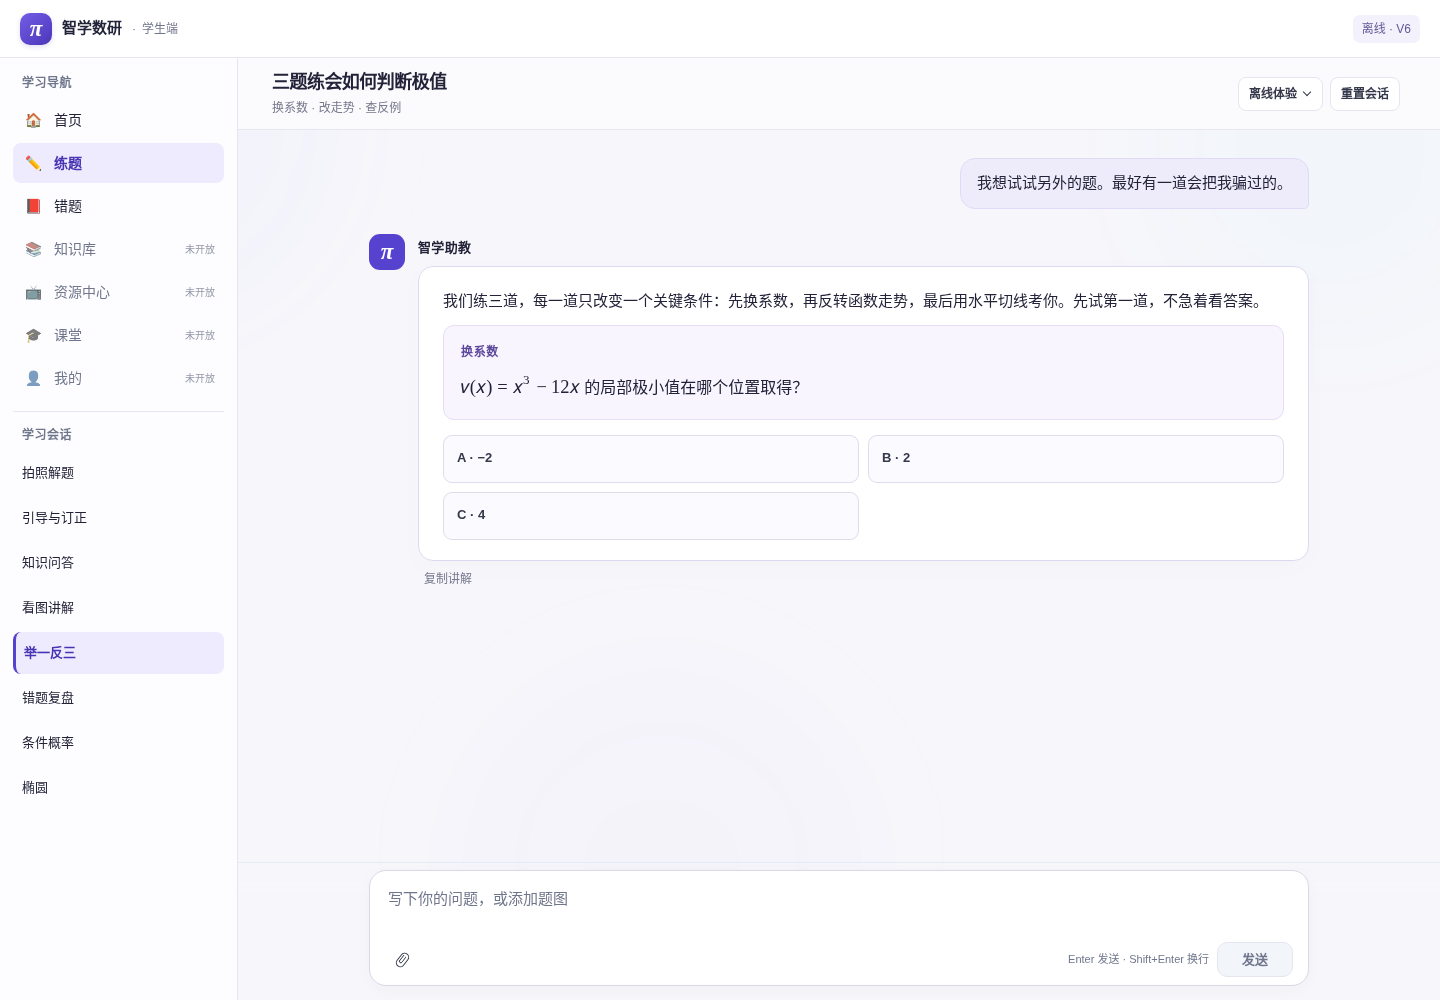 π 智学数研 · 学生端
离线 · V6
学习导航
首页
练题
错题
知识库 未开放
资源中心 未开放
课堂 未开放
我的 未开放
学习会话
拍照解题
引导与订正
知识问答
看图讲解
举一反三
错题复盘
条件概率
椭圆
三题练会如何判断极值
换系数 · 改走势 · 查反例
离线体验
重置会话
我想试试另外的题。最好有一道会把我骗过的。
π 智学助教
我们练三道，每一道只改变一个关键条件：先换系数，再反转函数走势，最后用水平切线考你。先试第一道，不急着看答案。
换系数
v(x) = x³ − 12x 的局部极小值在哪个位置取得？
A · −2
B · 2
C · 4
复制讲解
写下你的问题，或添加题图
Enter 发送 · Shift+Enter 换行
发送